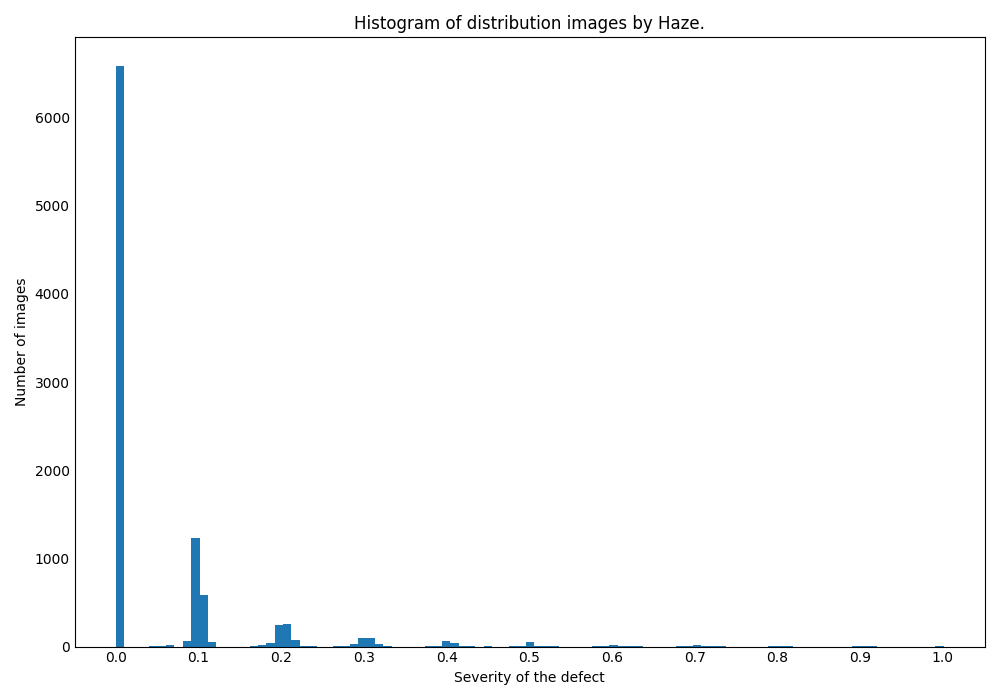 Histogram of distribution images by Haze.
Number of images
6000
5000
4000
3000
2000
1000
0
0.0 0.1 0.2 0.3 0.4 0.5 0.6 0.7 0.8 0.9 1.0
Severity of the defect